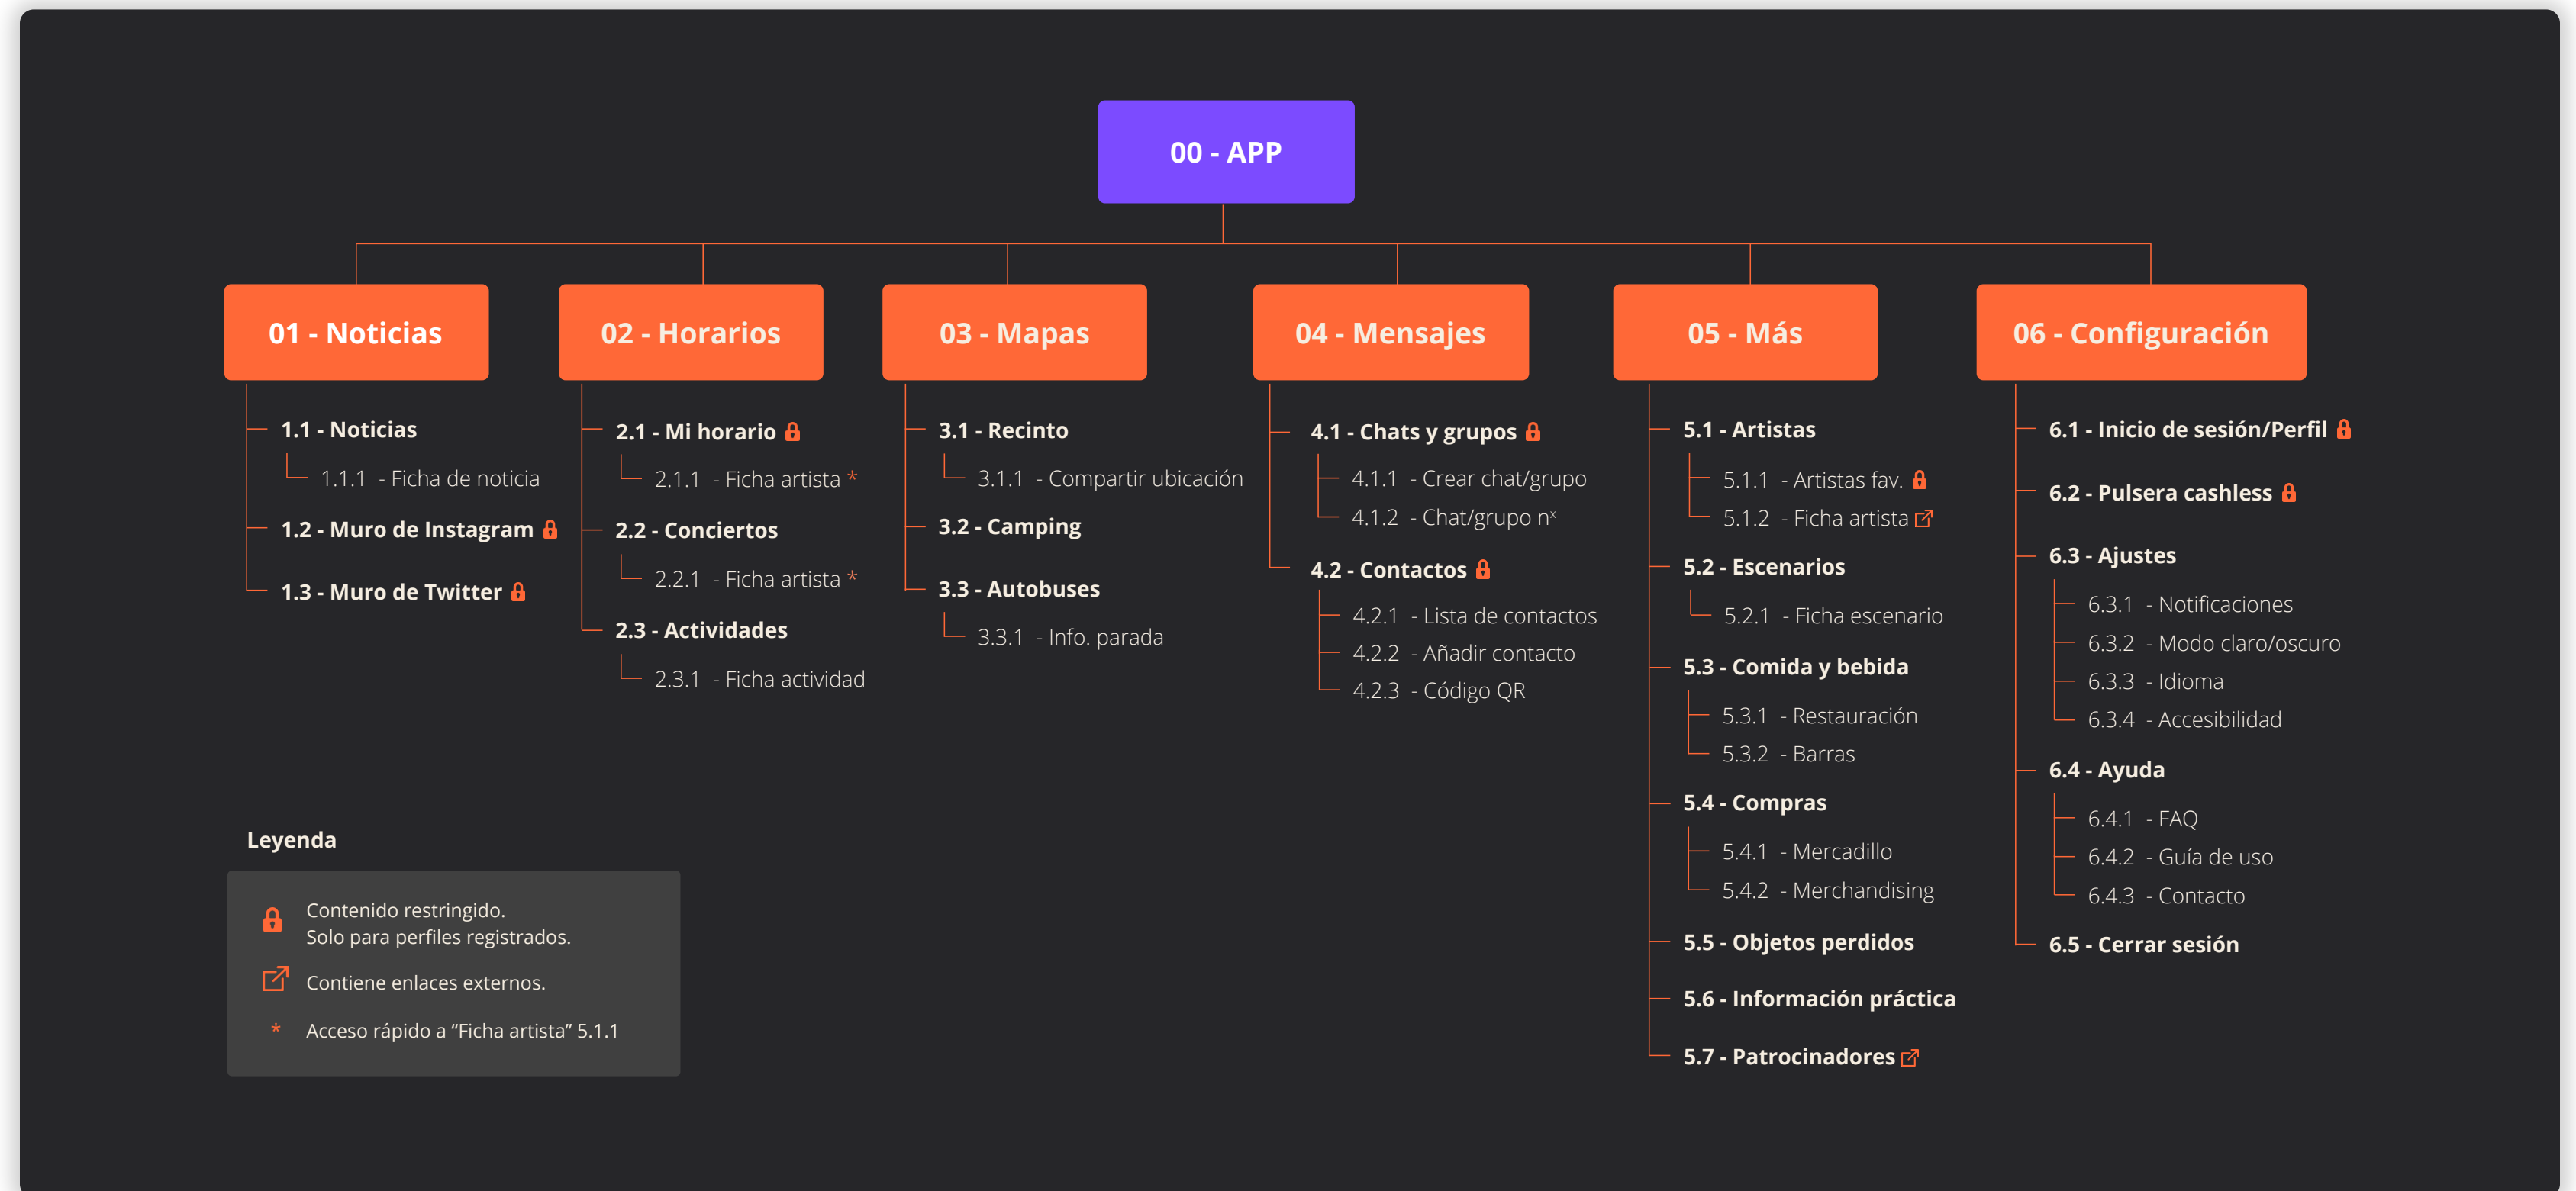 00 - APP
01 - Noticias
1.1 - Noticias
1.1.1 - Ficha de noticia
1.2 - Muro de Instagram
1.3 - Muro de Twitter
02 - Horarios
2.1 - Mi horario
2.1.1 - Ficha artista *
2.2 - Conciertos
2.2.1 - Ficha artista *
2.3 - Actividades
2.3.1 - Ficha actividad
03 - Mapas
3.1 - Recinto
3.1.1 - Compartir ubicación
3.2 - Camping
3.3 - Autobuses
3.3.1 - Info. parada
04 - Mensajes
4.1 - Chats y grupos
4.1.1 - Crear chat/grupo
4.1.2 - Chat/grupo nˣ
4.2 - Contactos
4.2.1 - Lista de contactos
4.2.2 - Añadir contacto
4.2.3 - Código QR
05 - Más
5.1 - Artistas
5.1.1 - Artistas fav.
5.1.2 - Ficha artista
5.2 - Escenarios
5.2.1 - Ficha escenario
5.3 - Comida y bebida
5.3.1 - Restauración
5.3.2 - Barras
5.4 - Compras
5.4.1 - Mercadillo
5.4.2 - Merchandising
5.5 - Objetos perdidos
5.6 - Información práctica
5.7 - Patrocinadores
06 - Configuración
6.1 - Inicio de sesión/Perfil
6.2 - Pulsera cashless
6.3 - Ajustes
6.3.1 - Notificaciones
6.3.2 - Modo claro/oscuro
6.3.3 - Idioma
6.3.4 - Accesibilidad
6.4 - Ayuda
6.4.1 - FAQ
6.4.2 - Guía de uso
6.4.3 - Contacto
6.5 - Cerrar sesión
Leyenda
Contenido restringido.
Solo para perfiles registrados.
Contiene enlaces externos.
* Acceso rápido a “Ficha artista” 5.1.1